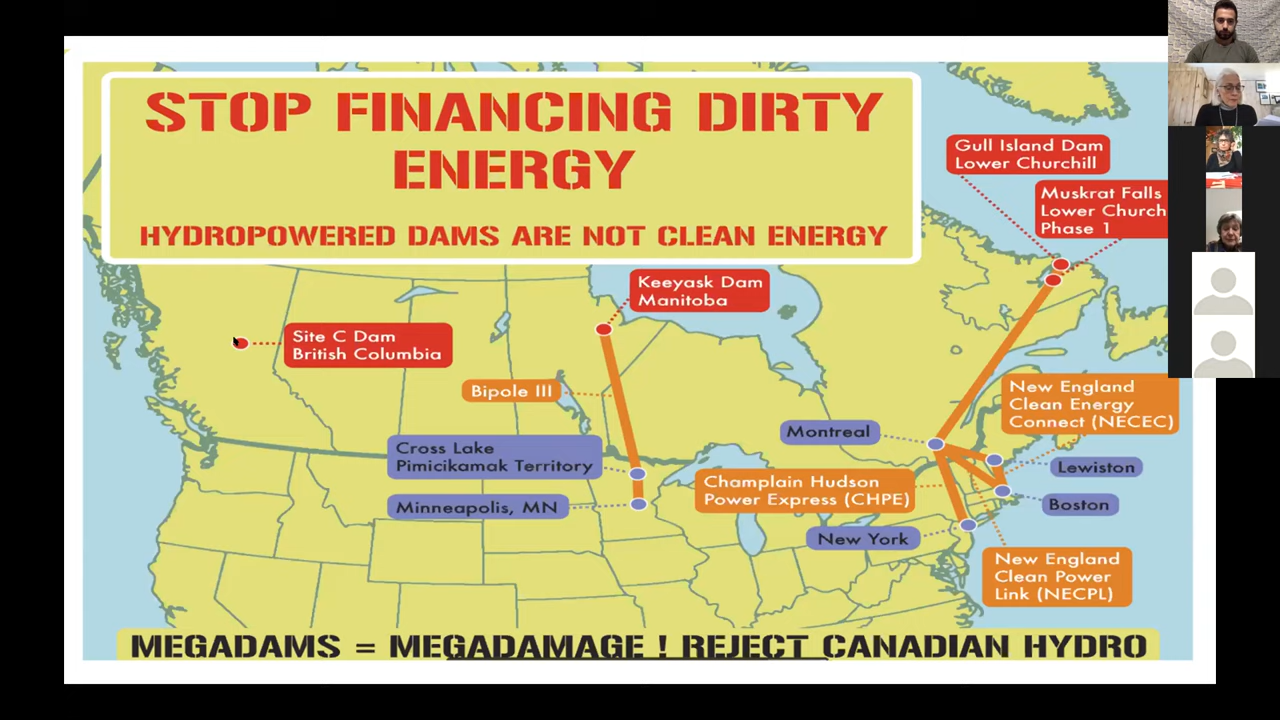 STOP FINANCING DIRTY
ENERGY
HYDROPOWERED DAMS ARE NOT CLEAN ENERGY
Gull Island Dam
Lower Churchill
Muskrat Falls
Lower Church
Phase 1
Keeyask Dam
Manitoba
Site C Dam
British Columbia
Bipole III
Cross Lake
Pimicikamak Territory
Minneapolis, MN
Montreal
New England
Clean Energy
Connect (NECEC)
Champlain Hudson
Power Express (CHPE)
Lewiston
Boston
New York
New England
Clean Power
Link (NECPL)
MEGADAMS = MEGADAMAGE ! REJECT CANADIAN HYDRO